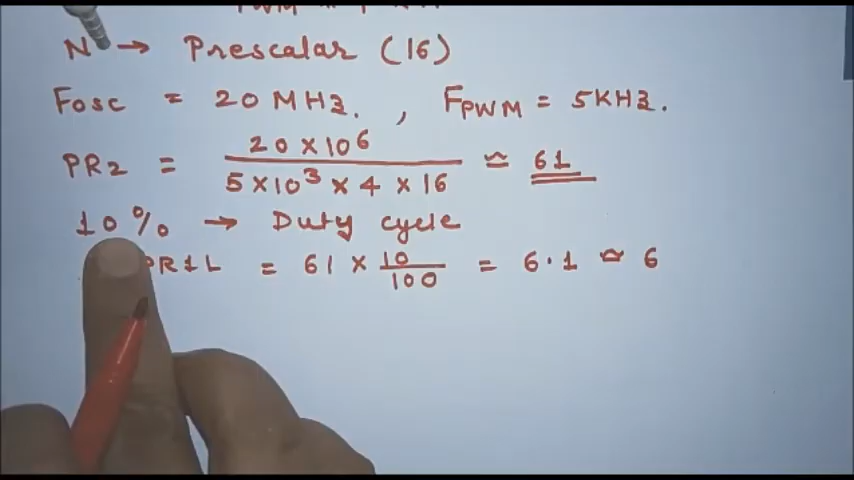 N → Prescalar (16)
Fosc = 20 MHz. , FPWM = 5KHz.
PR2 = 20 × 10⁶ / 5 × 10³ × 4 × 16 ≃ 61
10% → Duty cycle
PR1L = 61 × 10 / 100 = 6.1 ≃ 6